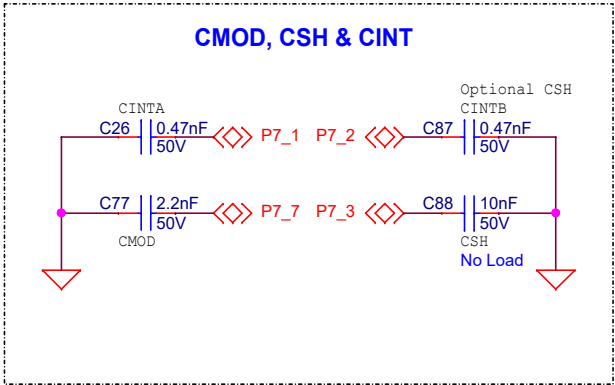 CMOD, CSH & CINT
Optional CSH
CINTA
CINTB
C26 0.47nF P7_1 P7_2 C87 0.47nF
50V 50V
C77 2.2nF P7_7 P7_3 C88 10nF
50V 50V
CMOD
CSH
No Load